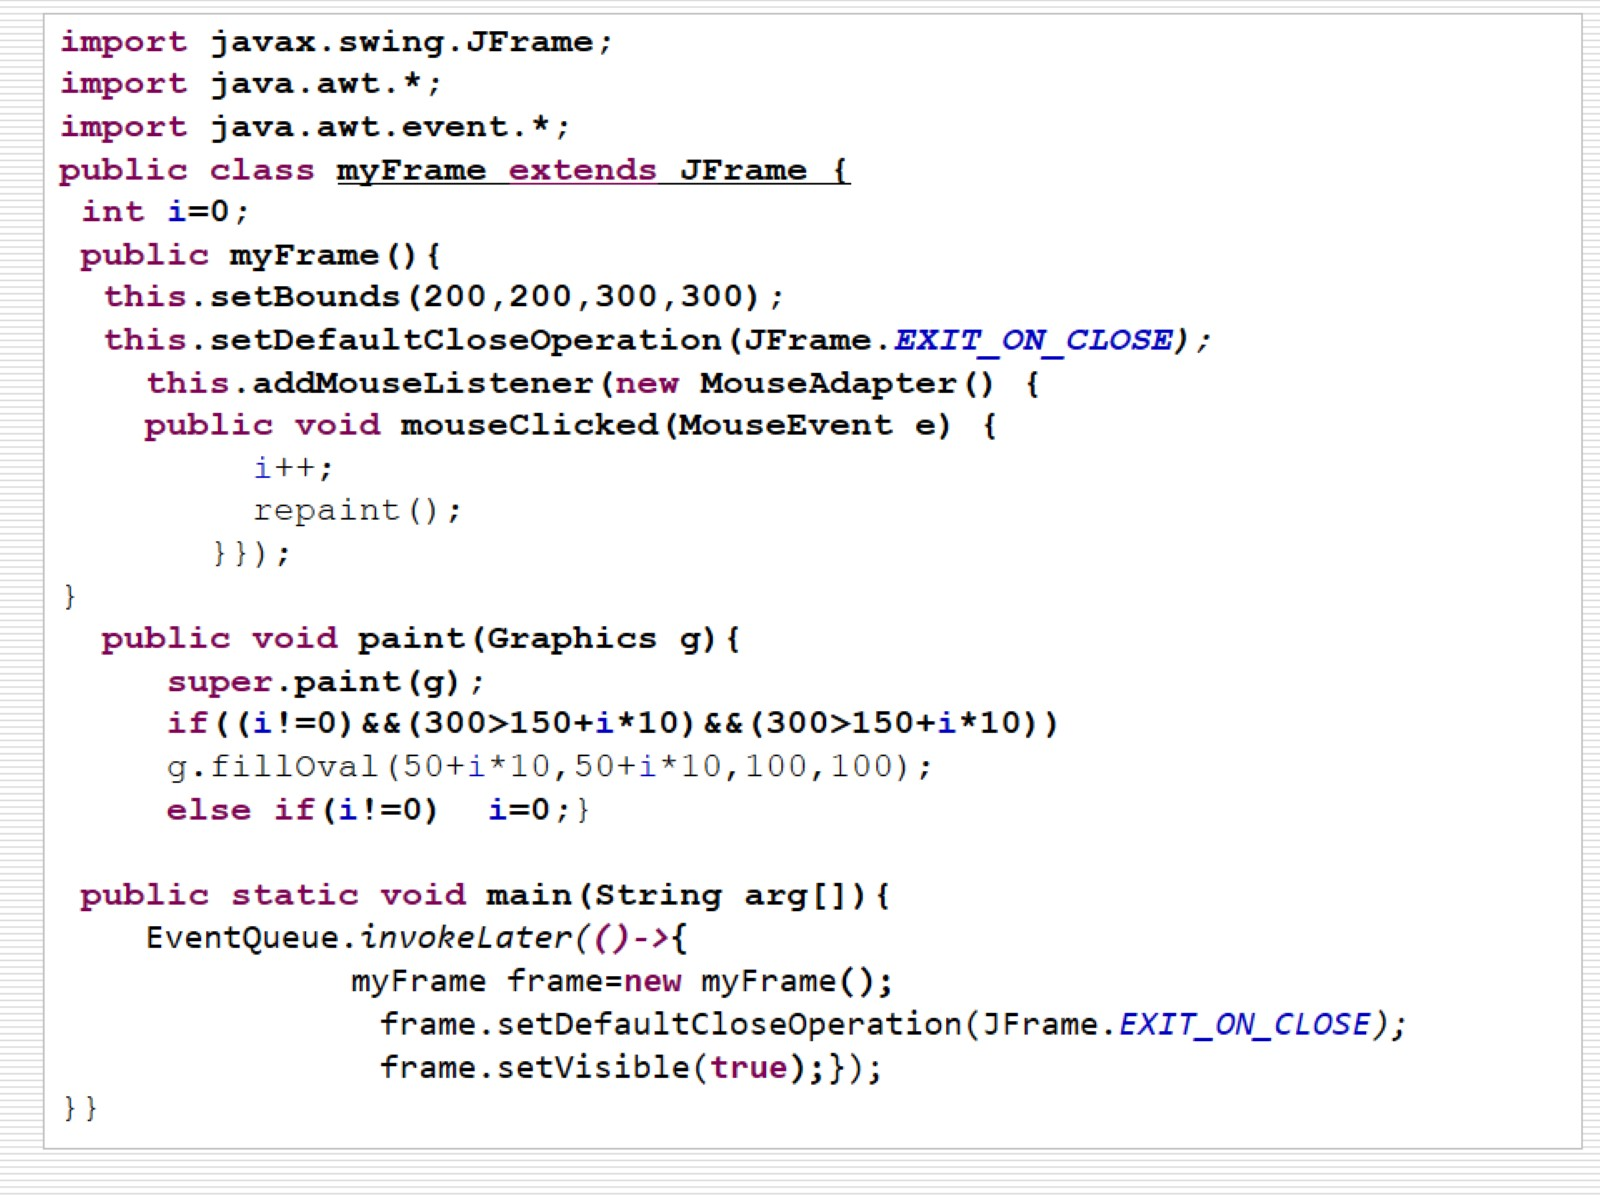 import javax.swing.JFrame;
import java.awt.*;
import java.awt.event.*;
public class myFrame extends JFrame {
int i=0;
public myFrame(){
this.setBounds(200,200,300,300);
this.setDefaultCloseOperation(JFrame.EXIT_ON_CLOSE);
this.addMouseListener(new MouseAdapter() {
public void mouseClicked(MouseEvent e) {
i++;
repaint();
}});
}
public void paint(Graphics g){
super.paint(g);
if((i!=0)&&(300>150+i*10)&&(300>150+i*10))
g.fillOval(50+i*10,50+i*10,100,100);
else if(i!=0) i=0;}
public static void main(String arg[]){
EventQueue.invokeLater(()->{
myFrame frame=new myFrame();
frame.setDefaultCloseOperation(JFrame.EXIT_ON_CLOSE);
frame.setVisible(true);});
}}